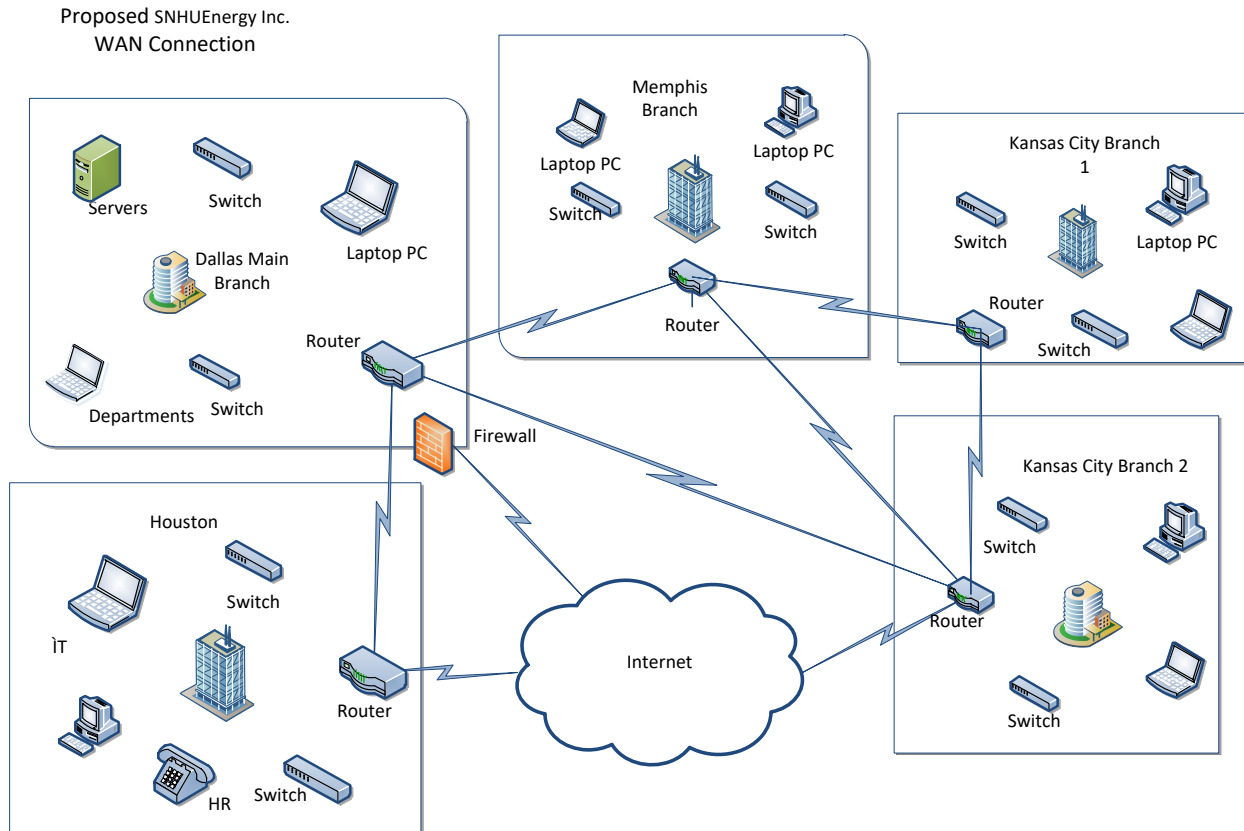 Proposed SNHUEnergy Inc.
WAN Connection
Servers
Switch
Laptop PC
Dallas Main
Branch
Router
Departments
Switch
Firewall
Memphis
Branch
Laptop PC
Laptop PC
Switch
Switch
Router
Kansas City Branch
1
Switch
Laptop PC
Router
Switch
Houston
Switch
ÌT
Router
HR
Switch
Internet
Kansas City Branch 2
Switch
Router
Switch